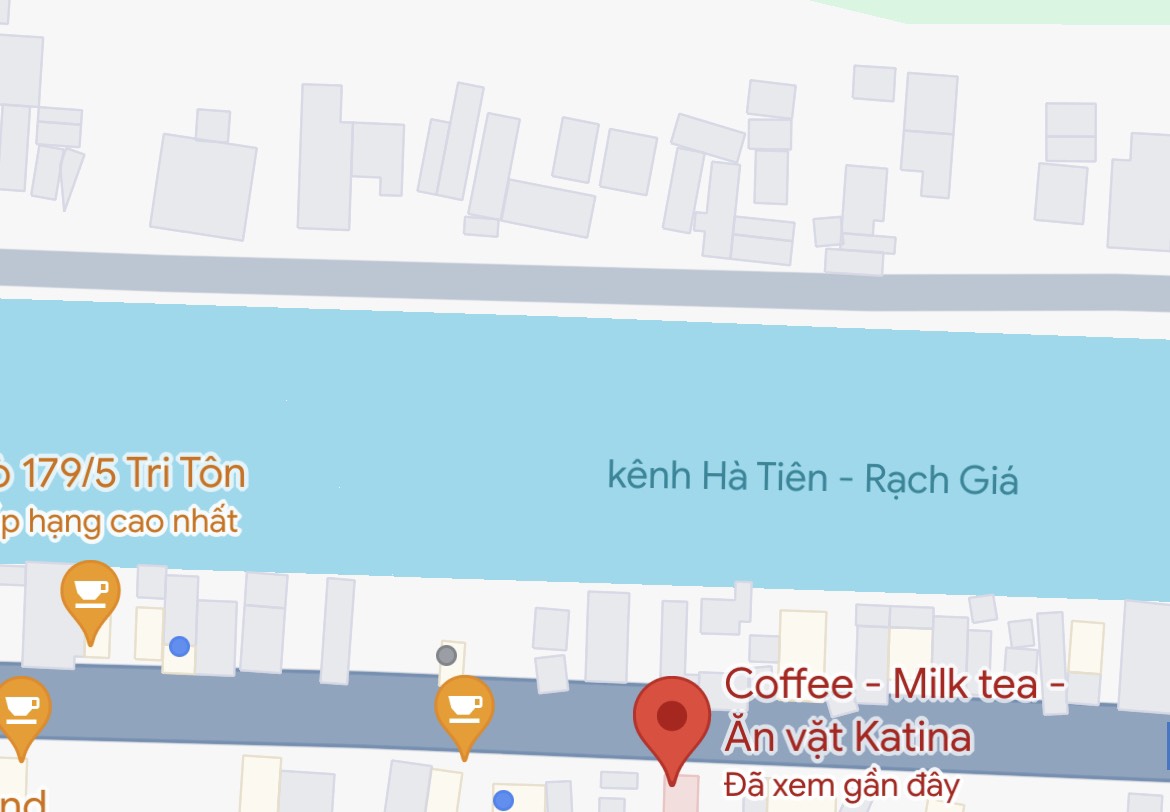 kênh Hà Tiên - Rạch Giá
179/5 Tri Tôn
hạng cao nhất
Coffee - Milk tea -
Ăn vặt Katina
Đã xem gần đây